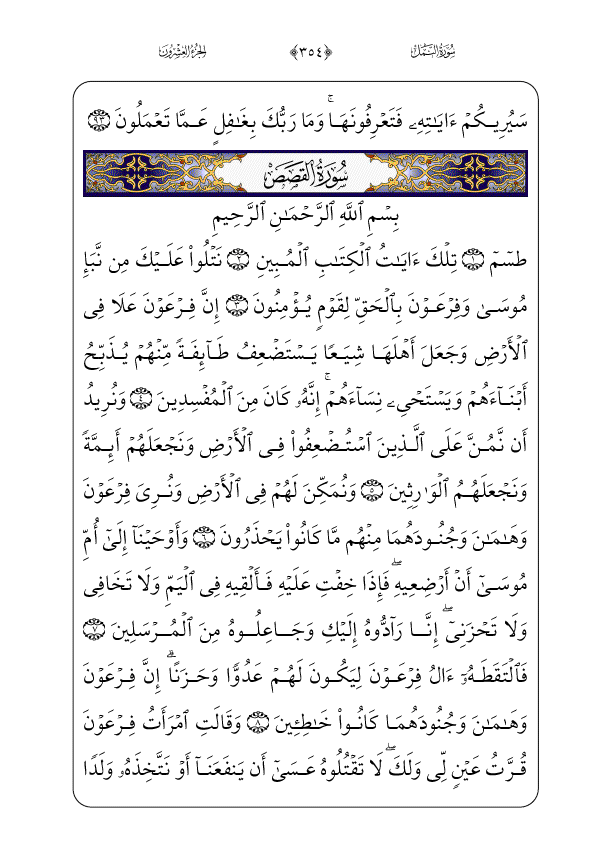 سُورَةُ النَّمْلِ ﴿٣٥٤﴾ الجُزْءُ العِشْرُونَ
سَيُرِيكُمْ ءَايَٰتِهِۦ فَتَعْرِفُونَهَاۚ وَمَا رَبُّكَ بِغَٰفِلٍ عَمَّا تَعْمَلُونَ ٩٣
سُورَةُ القَصَصِ
بِسْمِ ٱللَّهِ ٱلرَّحْمَٰنِ ٱلرَّحِيمِ
طسٓمٓ ١ تِلْكَ ءَايَٰتُ ٱلْكِتَٰبِ ٱلْمُبِينِ ٢ نَتْلُوا۟ عَلَيْكَ مِن نَّبَإِ
مُوسَىٰ وَفِرْعَوْنَ بِٱلْحَقِّ لِقَوْمٍ يُؤْمِنُونَ ٣ إِنَّ فِرْعَوْنَ عَلَا فِى
ٱلْأَرْضِ وَجَعَلَ أَهْلَهَا شِيَعًا يَسْتَضْعِفُ طَآئِفَةً مِّنْهُمْ يُذَبِّحُ
أَبْنَآءَهُمْ وَيَسْتَحْىِۦ نِسَآءَهُمْۚ إِنَّهُۥ كَانَ مِنَ ٱلْمُفْسِدِينَ ٤ وَنُرِيدُ
أَن نَّمُنَّ عَلَى ٱلَّذِينَ ٱسْتُضْعِفُوا۟ فِى ٱلْأَرْضِ وَنَجْعَلَهُمْ أَئِمَّةً
وَنَجْعَلَهُمُ ٱلْوَٰرِثِينَ ٥ وَنُمَكِّنَ لَهُمْ فِى ٱلْأَرْضِ وَنُرِىَ فِرْعَوْنَ
وَهَٰمَٰنَ وَجُنُودَهُمَا مِنْهُم مَّا كَانُوا۟ يَحْذَرُونَ ٦ وَأَوْحَيْنَآ إِلَىٰٓ أُمِّ
مُوسَىٰٓ أَنْ أَرْضِعِيهِۖ فَإِذَا خِفْتِ عَلَيْهِ فَأَلْقِيهِ فِى ٱلْيَمِّ وَلَا تَخَافِى
وَلَا تَحْزَنِىٓۖ إِنَّا رَآدُّوهُ إِلَيْكِ وَجَاعِلُوهُ مِنَ ٱلْمُرْسَلِينَ ٧
فَٱلْتَقَطَهُۥٓ ءَالُ فِرْعَوْنَ لِيَكُونَ لَهُمْ عَدُوًّا وَحَزَنًاۗ إِنَّ فِرْعَوْنَ
وَهَٰمَٰنَ وَجُنُودَهُمَا كَانُوا۟ خَٰطِـِٔينَ ٨ وَقَالَتِ ٱمْرَأَتُ فِرْعَوْنَ
قُرَّتُ عَيْنٍ لِّى وَلَكَۖ لَا تَقْتُلُوهُ عَسَىٰٓ أَن يَنفَعَنَآ أَوْ نَتَّخِذَهُۥ وَلَدًا